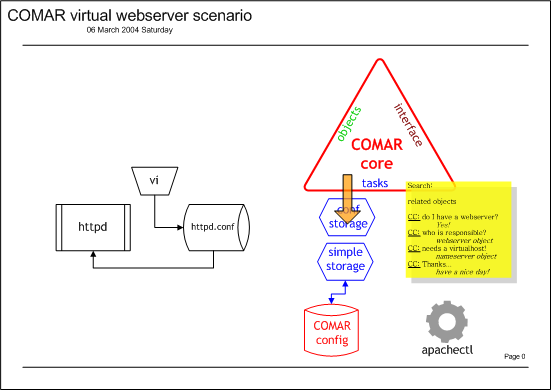 COMAR virtual webserver scenario
06 March 2004 Saturday
objects
interface
COMAR
core
tasks
vi
httpd
httpd.conf
conf
storage
simple
storage
COMAR
config
Search:
related objects
CC: do I have a webserver?
Yes!
CC: who is responsible?
webserver object
CC: needs a virtualhost!
nameserver object
CC: Thanks...
have a nice day!
apachectl
Page 0